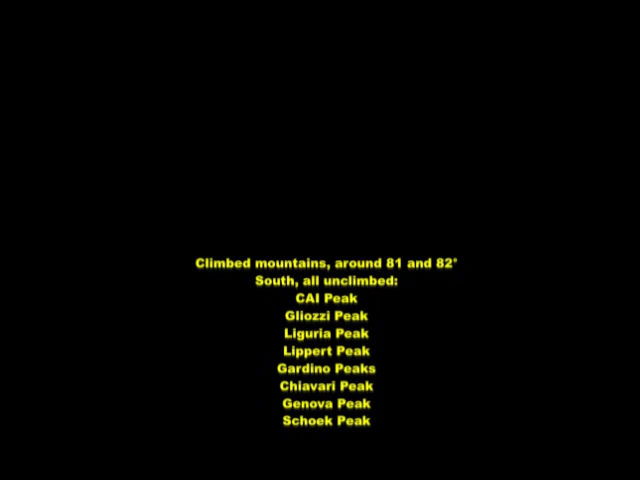 Climbed mountains, around 81 and 82°
South, all unclimbed:
CAI Peak
Gliozzi Peak
Liguria Peak
Lippert Peak
Gardino Peaks
Chiavari Peak
Genova Peak
Schoek Peak